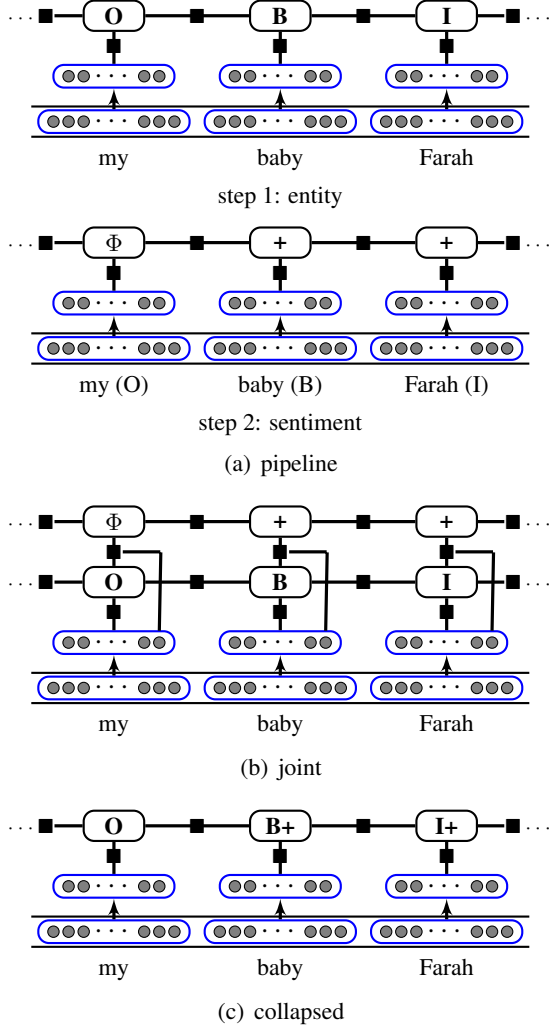 ... O B I ...
my baby Farah
step 1: entity
... Φ + + ...
my (O) baby (B) Farah (I)
step 2: sentiment
(a) pipeline
... Φ + + ...
... O B I ...
my baby Farah
(b) joint
... O B+ I+ ...
my baby Farah
(c) collapsed